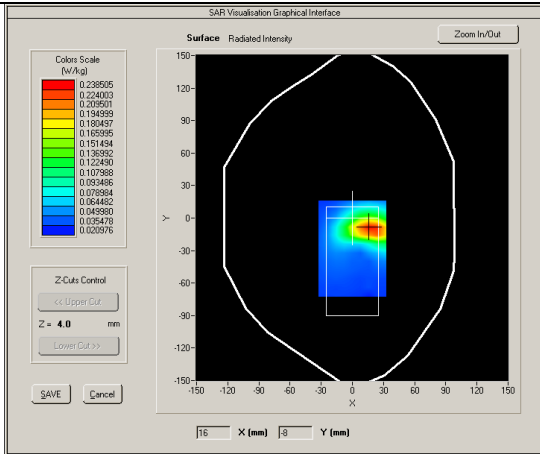 SAR Visualisation Graphical Interface
Surface Radiated Intensity
Zoom In/Out
Colors Scale
(W/kg)
0.238505
0.224003
0.209501
0.194999
0.180497
0.165995
0.151494
0.136992
0.122490
0.107988
0.093486
0.078984
0.064482
0.049980
0.035478
0.020976
Z-Cuts Control
<< Upper Cut
Z = 4.0 mm
Lower Cut >>
SAVE
Cancel
150
120
90
60
30
0
-30
-60
-90
-120
-150
Y
-150 -120 -90 -60 -30 0 30 60 90 120 150
X
16 X (mm) -8 Y (mm)